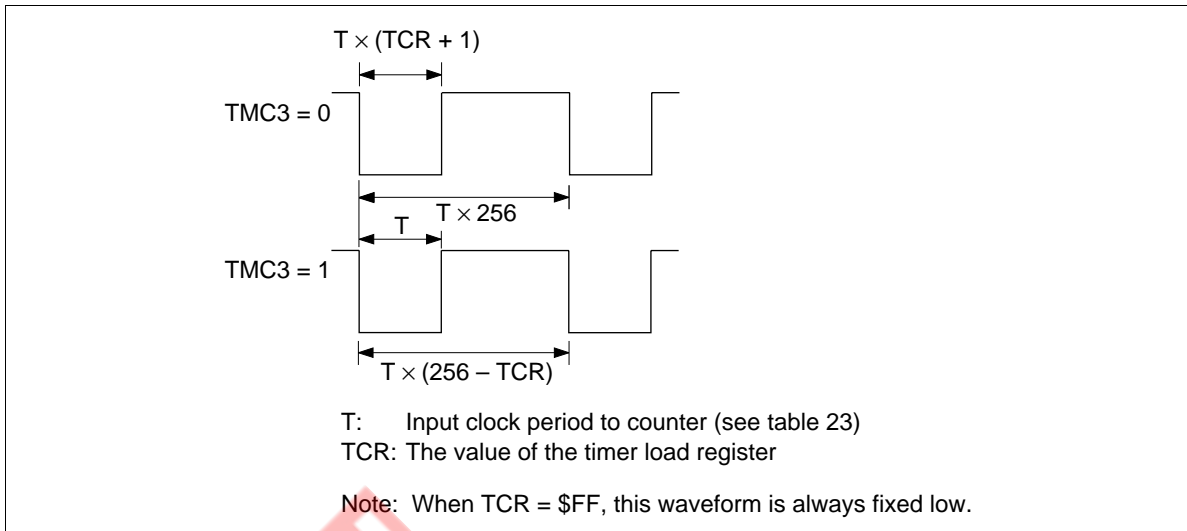 T × (TCR + 1)
TMC3 = 0
T × 256
T
TMC3 = 1
T × (256 – TCR)
T: Input clock period to counter (see table 23)
TCR: The value of the timer load register
Note: When TCR = $FF, this waveform is always fixed low.